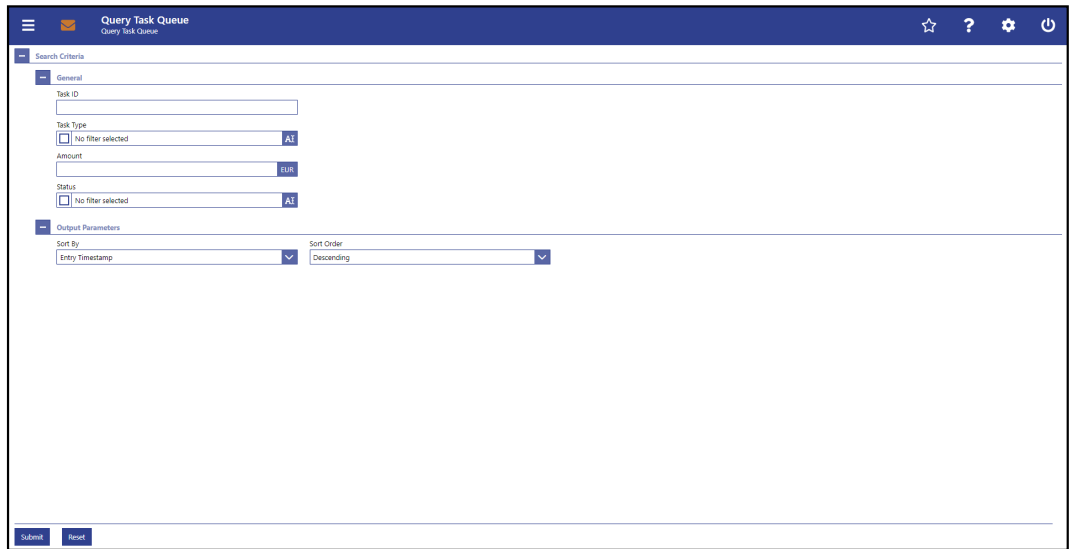 Query Task Queue
Query Task Queue
?
Search Criteria
General
Task ID
Task Type
No filter selected AI
Amount
EUR
Status
No filter selected AI
Output Parameters
Sort By Sort Order
Entry Timestamp Descending
Submit Reset